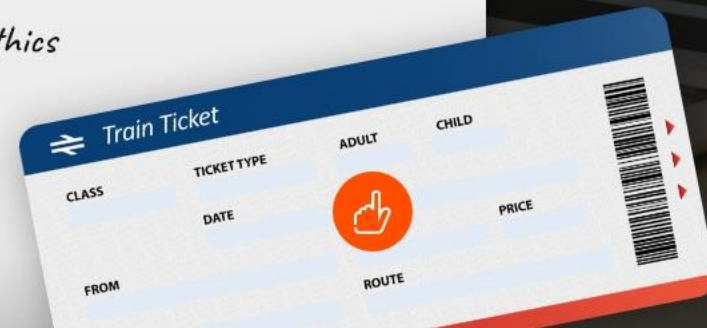 thics
Train Ticket
CLASS
TICKET TYPE
ADULT
CHILD
DATE
PRICE
FROM
ROUTE